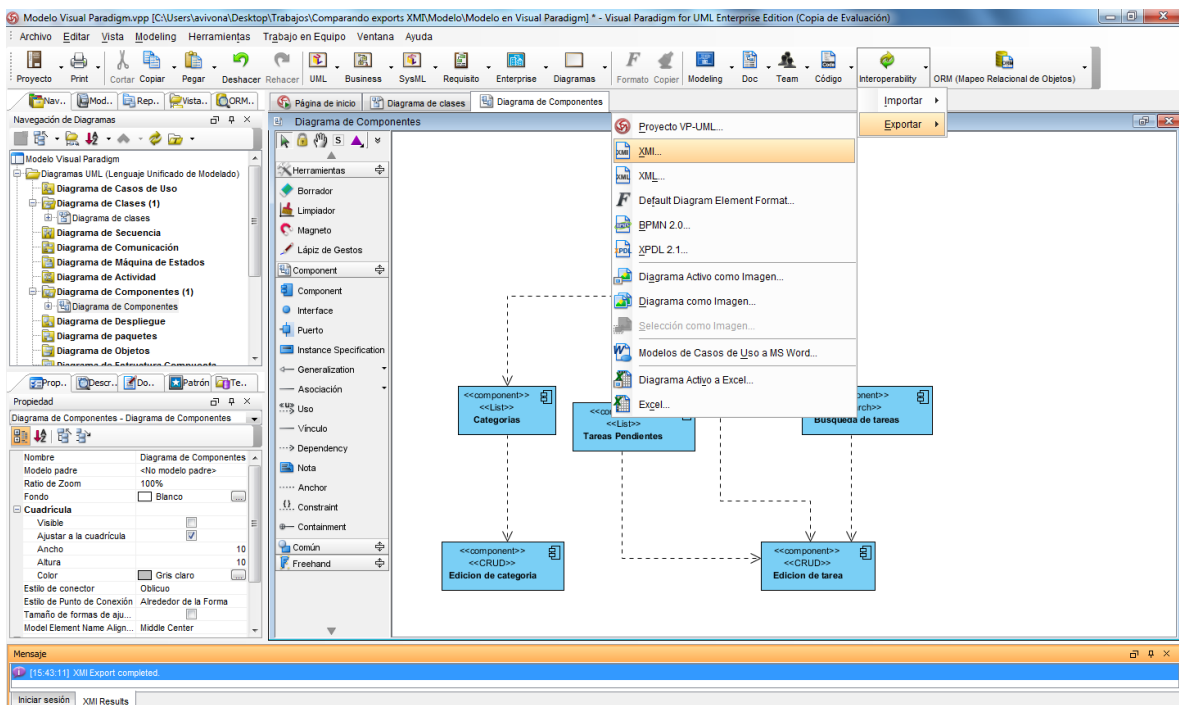 Modelo Visual Paradigm.vpp [C:\Users\avivona\Desktop\Trabajos\Comparando exports XMI\Modelo\Modelo en Visual Paradigm] * - Visual Paradigm for UML Enterprise Edition (Copia de Evaluación)
Archivo Editar Vista Modeling Herramientas Trabajo en Equipo Ventana Ayuda
Proyecto Print Cortar Copiar Pegar Deshacer Rehacer UML Business SysML Requisito Enterprise Diagramas Formato Copier Modeling Doc Team Código Interoperability ORM (Mapeo Relacional de Objetos)
Nav.. Mod.. Rep.. Vista.. ORM..
Página de inicio Diagrama de clases Diagrama de Componentes
Importar
Exportar
Navegación de Diagramas
Diagrama de Componentes
Modelo Visual Paradigm
Diagramas UML (Lenguaje Unificado de Modelado)
Diagrama de Casos de Uso
Diagrama de Clases (1)
Diagrama de clases
Diagrama de Secuencia
Diagrama de Comunicación
Diagrama de Máquina de Estados
Diagrama de Actividad
Diagrama de Componentes (1)
Diagrama de Componentes
Diagrama de Despliegue
Diagrama de paquetes
Diagrama de Objetos
Diagrama de Estructura Compuesta
Prop.. Descr.. Do.. Patrón Te..
Propiedad
Diagrama de Componentes - Diagrama de Componentes
Nombre Diagrama de Componentes
Modelo padre <No modelo padre>
Ratio de Zoom 100%
Fondo Blanco
Cuadrícula
Visible
Ajustar a la cuadrícula
Ancho 10
Altura 10
Color Gris claro
Estilo de conector Oblicuo
Estilo de Punto de Conexión Alrededor de la Forma
Tamaño de formas de aju...
Model Element Name Align... Middle Center
Herramientas
Borrador
Limpiador
Magneto
Lápiz de Gestos
Component
Component
Interface
Puerto
Instance Specification
Generalization
Asociación
Uso
Vínculo
Dependency
Nota
Anchor
Constraint
Containment
Común
Freehand
Proyecto VP-UML...
XMI...
XML...
Default Diagram Element Format...
BPMN 2.0...
XPDL 2.1...
Diagrama Activo como Imagen...
Diagrama como Imagen...
Selección como Imagen...
Modelos de Casos de Uso a MS Word...
Diagrama Activo a Excel...
Excel...
<<component>>
<<List>>
Categorias
<<List>>
Tareas Pendientes
Busqueda de tareas
<<component>>
<<CRUD>>
Edicion de categoria
<<component>>
<<CRUD>>
Edicion de tarea
Mensaje
[15:43:11] XMI Export completed.
Iniciar sesión XMI Results